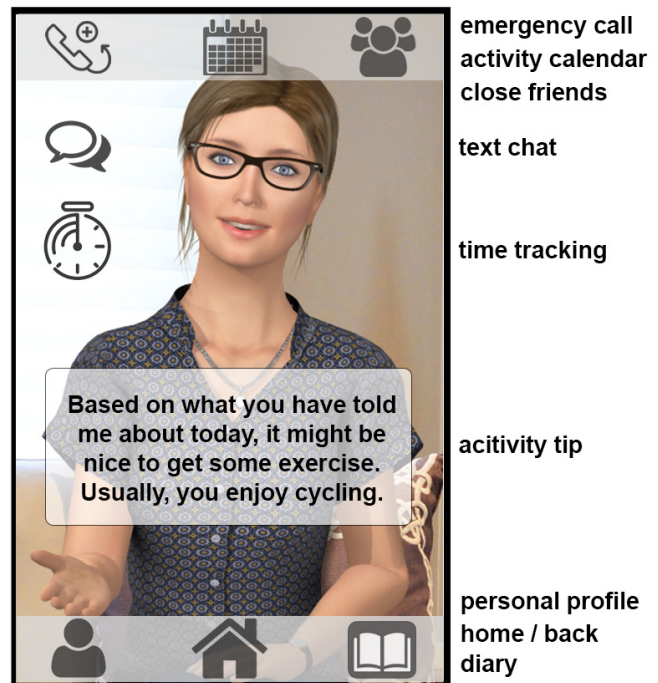 emergency call
activity calendar
close friends
text chat
time tracking
Based on what you have told
me about today, it might be
nice to get some exercise.
Usually, you enjoy cycling.
acitivity tip
personal profile
home / back
diary